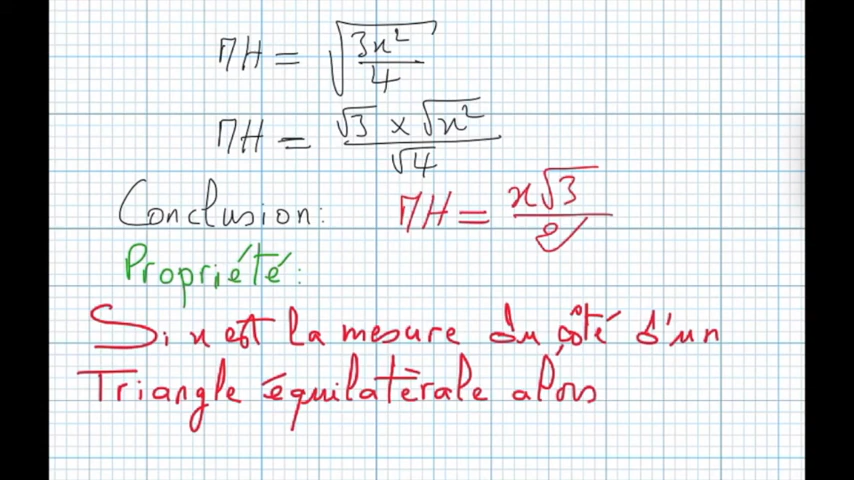 MH = √(3x²/4)
MH = (√3 × √x²)/√4
Conclusion: MH = x√3/2
Propriété:
Si x est la mesure du côté d'un
Triangle équilatèrale alors